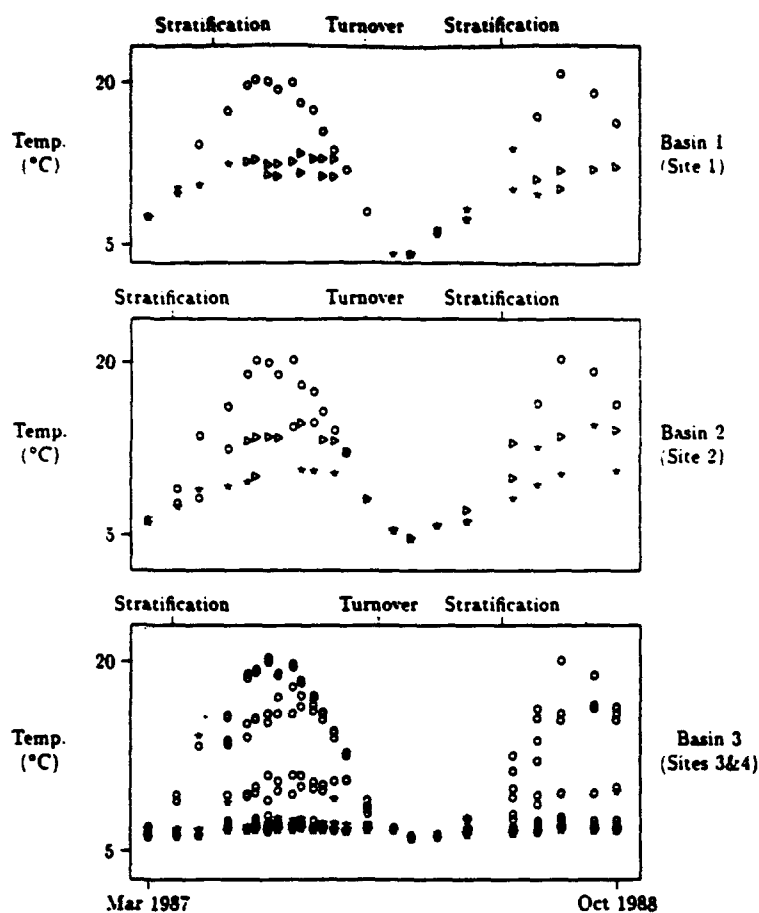 Stratification Turnover Stratification
20
Temp.
(°C)
5
Basin 1
(Site 1)
Stratification Turnover Stratification
20
Temp.
(°C)
5
Basin 2
(Site 2)
Stratification Turnover Stratification
20
Temp.
(°C)
5
Basin 3
(Sites 3&4)
Mar 1987 Oct 1988